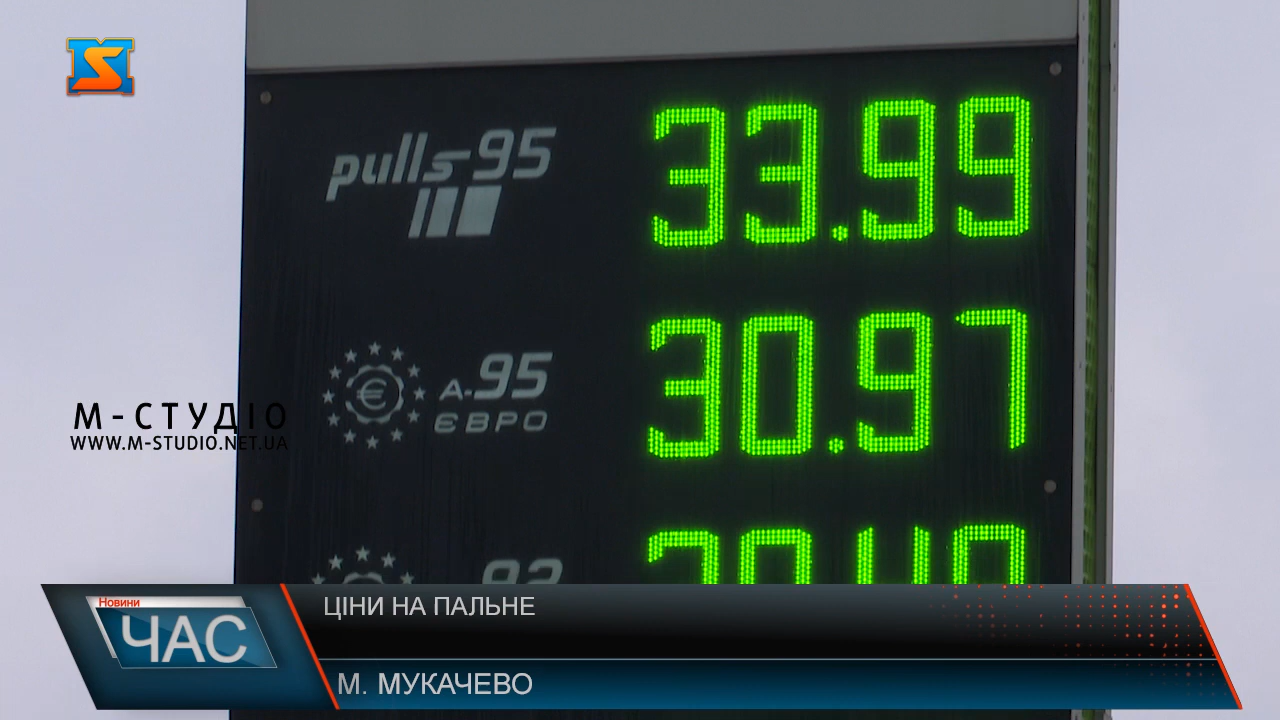 pulls 95
33.99
А-95
ЄВРО
30.97
М-СТУДІО
WWW.M-STUDIO.NET.UA
92
Новини
ЧАС
ЦІНИ НА ПАЛЬНЕ
М. МУКАЧЕВО